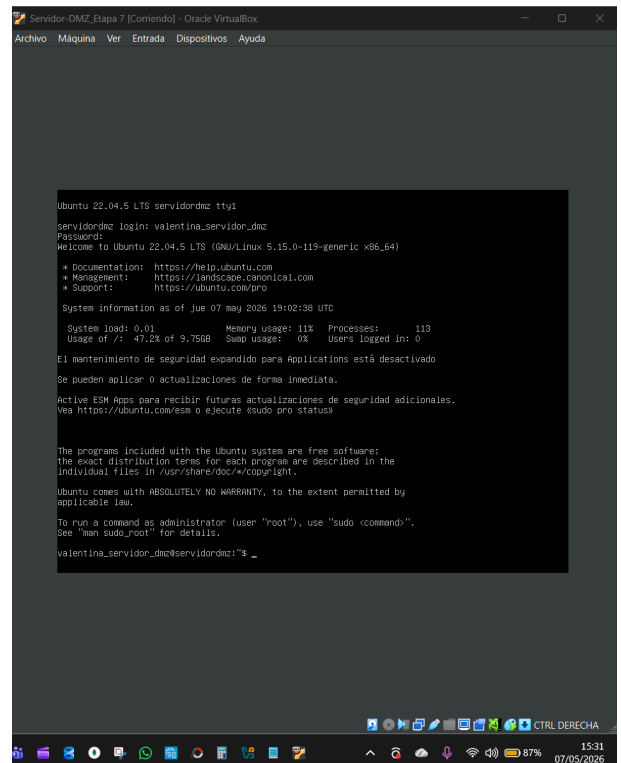 Servidor-DMZ_Etapa 7 [Corriendo] - Oracle VirtualBox
Archivo Máquina Ver Entrada Dispositivos Ayuda
Ubuntu 22.04.5 LTS servidordmz tty1
servidordmz login: valentina_servidor_dmz
Password:
Welcome to Ubuntu 22.04.5 LTS (GNU/Linux 5.15.0-119-generic x86_64)
* Documentation: https://help.ubuntu.com
* Management: https://landscape.canonical.com
* Support: https://ubuntu.com/pro
System information as of jue 07 may 2026 19:02:38 UTC
System load: 0.01 Memory usage: 11% Processes: 113
Usage of /: 47.2% of 9.75GB Swap usage: 0% Users logged in: 0
El mantenimiento de seguridad expandido para Applications está desactivado
Se pueden aplicar 0 actualizaciones de forma inmediata.
Active ESM Apps para recibir futuras actualizaciones de seguridad adicionales.
Vea https://ubuntu.com/esm o ejecute «sudo pro status»
The programs included with the Ubuntu system are free software;
the exact distribution terms for each program are described in the
individual files in /usr/share/doc/*/copyright.
Ubuntu comes with ABSOLUTELY NO WARRANTY, to the extent permitted by
applicable law.
To run a command as administrator (user "root"), use "sudo <command>".
See "man sudo_root" for details.
valentina_servidor_dmz@servidordmz:~$ _
CTRL DERECHA
87%
15:31
07/05/2026